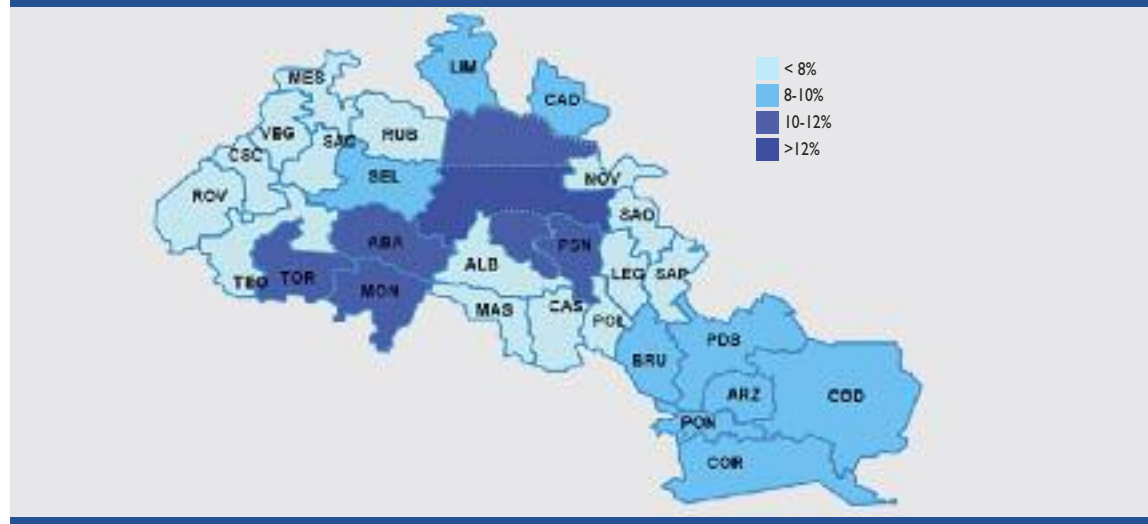 LIM
< 8%
MES
8-10%
CAD
10-12%
VEG
SAC
RUB
>12%
CSC
SEL
NOV
ROV
SAO
ABA
PSN
ALB
LEG
SAP
TEO
TOR
MON
MAS
CAS
POL
PDS
BRU
ARZ
COD
PON
COR